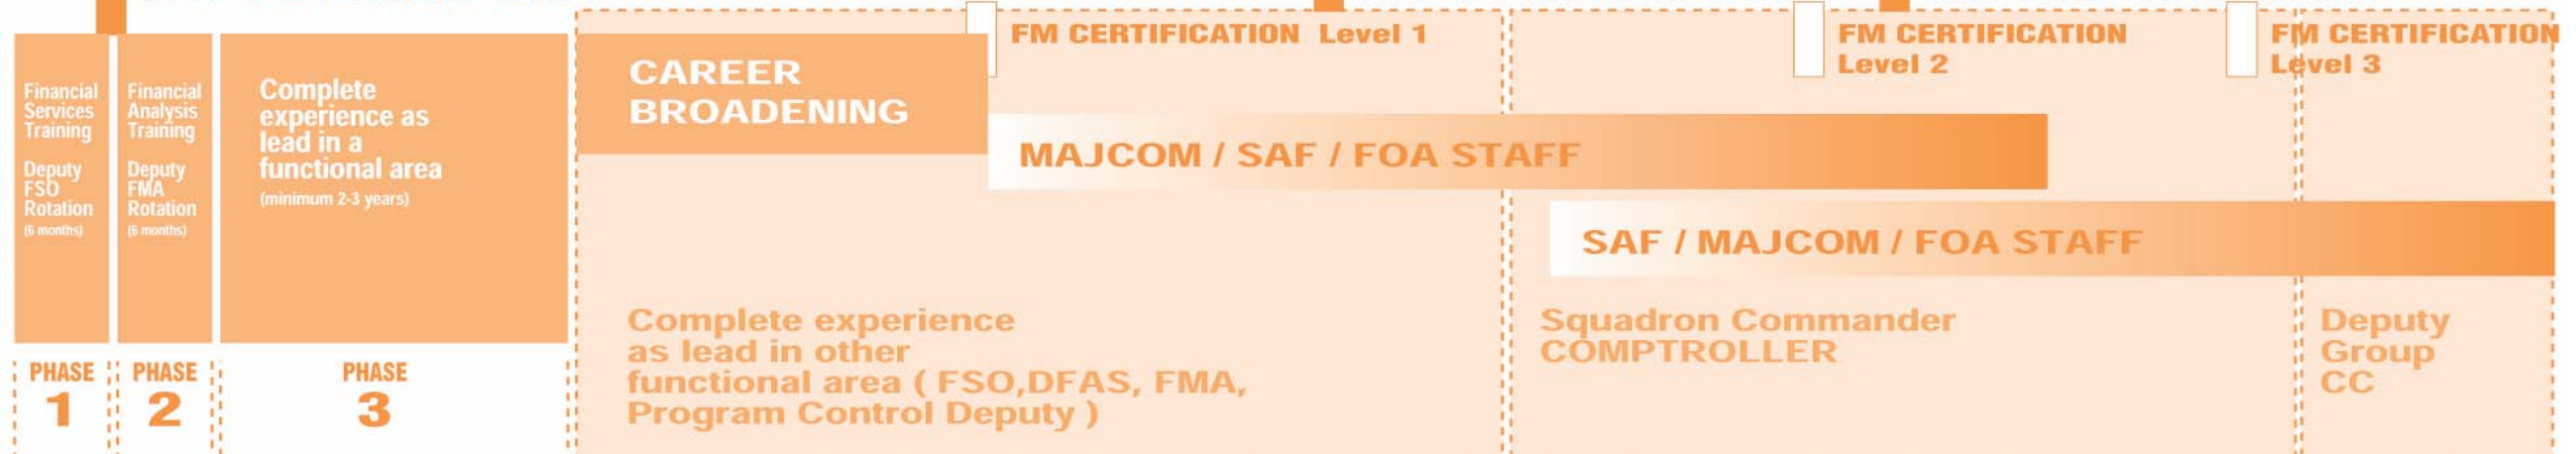 Financial
Services
Training
Deputy
FSO
Rotation
(6 months)
Financial
Analysis
Training
Deputy
FMA
Rotation
(6 months)
Complete
experience as
lead in a
functional area
(minimum 2-3 years)
PHASE
1
PHASE
2
PHASE
3
CAREER
BROADENING
FM CERTIFICATION Level 1
MAJCOM / SAF / FOA STAFF
Complete experience
as lead in other
functional area ( FSO,DFAS, FMA,
Program Control Deputy )
FM CERTIFICATION
Level 2
SAF / MAJCOM / FOA STAFF
Squadron Commander
COMPTROLLER
FM CERTIFICATION
Level 3
Deputy
Group
CC